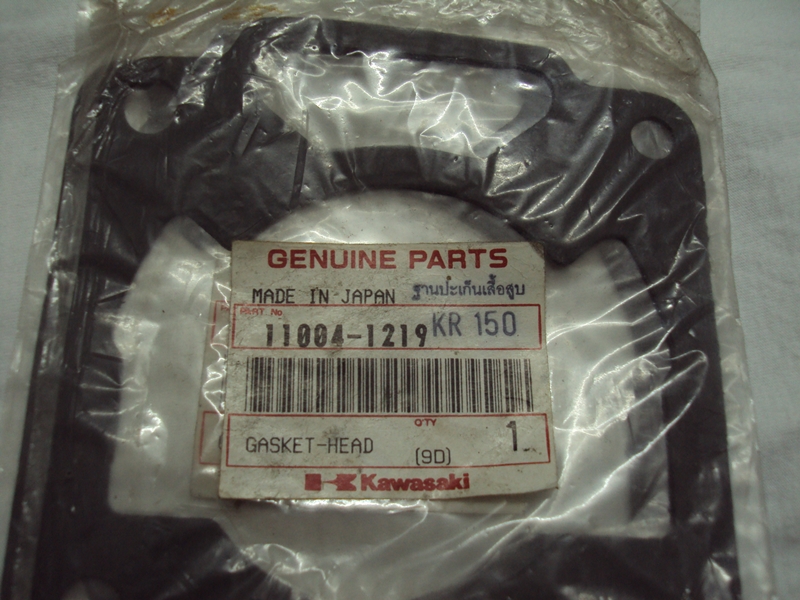 GENUINE PARTS
MADE IN JAPAN ฐานปะเก็นเสื้อสูบ
PART No
11004-1219 KR 150
GASKET-HEAD
QTY
1
(9D)
Kawasaki